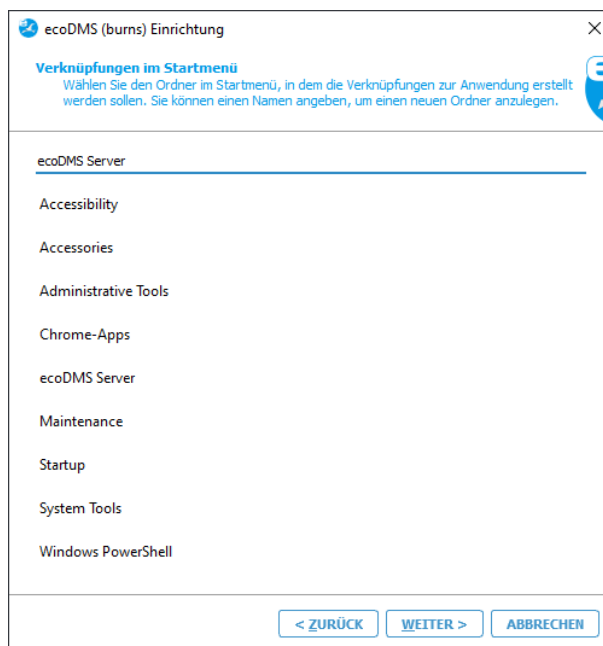 ecoDMS (burns) Einrichtung
Verknüpfungen im Startmenü
Wählen Sie den Ordner im Startmenü, in dem die Verknüpfungen zur Anwendung erstellt
werden sollen. Sie können einen Namen angeben, um einen neuen Ordner anzulegen.
ecoDMS Server
Accessibility
Accessories
Administrative Tools
Chrome-Apps
ecoDMS Server
Maintenance
Startup
System Tools
Windows PowerShell
< ZURÜCK WEITER > ABBRECHEN